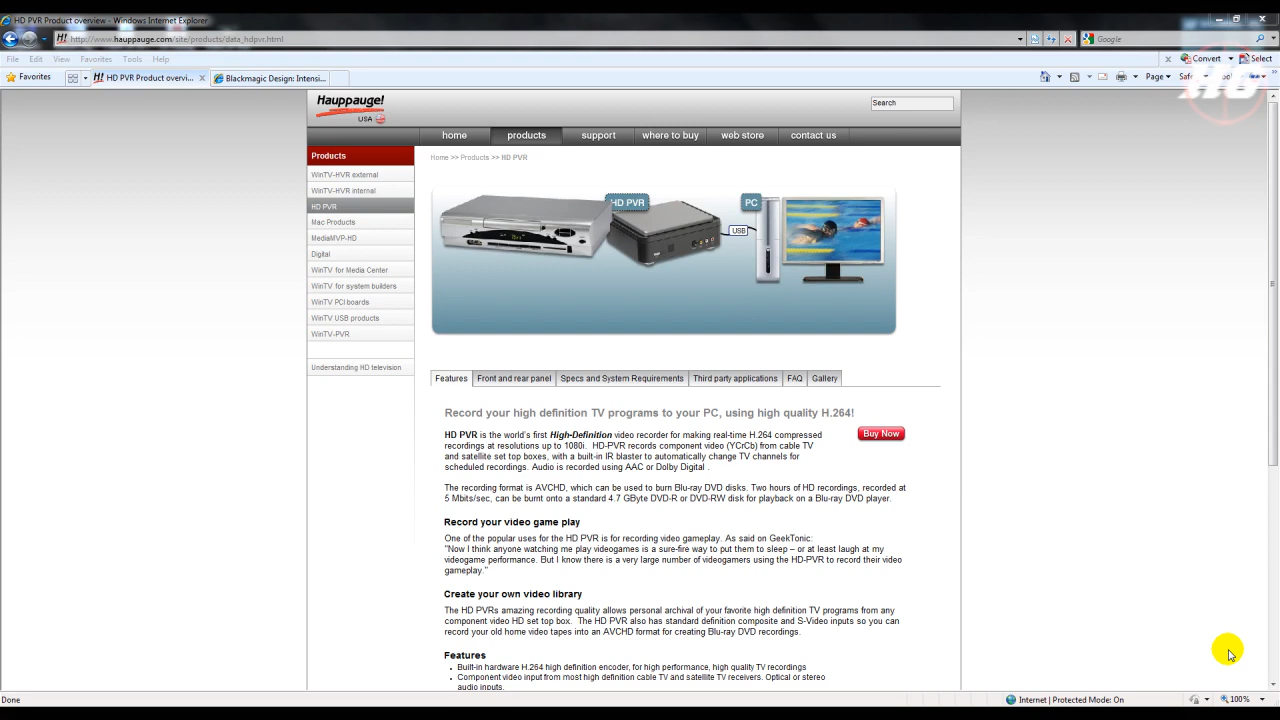 HD PVR Product overview - Windows Internet Explorer
http://www.hauppauge.com/site/products/data_hdpvr.html
Google
File Edit View Favorites Tools Help
Convert Select
Favorites
HD PVR Product overvi...
Blackmagic Design: Intensi...
Page
HD
Hauppauge!
USA
Search
home products support where to buy web store contact us
Products
WinTV-HVR external
WinTV-HVR internal
HD PVR
Mac Products
MediaMVP-HD
Digital
WinTV for Media Center
WinTV for system builders
WinTV PCI boards
WinTV USB products
WinTV-PVR
Understanding HD television
Home >> Products >> HD PVR
HD PVR
PC
USB
Features Front and rear panel Specs and System Requirements Third party applications FAQ Gallery
Record your high definition TV programs to your PC, using high quality H.264!
Buy Now
HD PVR is the world's first High-Definition video recorder for making real-time H.264 compressed
recordings at resolutions up to 1080i. HD-PVR records component video (YCrCb) from cable TV
and satellite set top boxes, with a built-in IR blaster to automatically change TV channels for
scheduled recordings. Audio is recorded using AAC or Dolby Digital .
The recording format is AVCHD, which can be used to burn Blu-ray DVD disks. Two hours of HD recordings, recorded at
5 Mbits/sec, can be burnt onto a standard 4.7 GByte DVD-R or DVD-RW disk for playback on a Blu-ray DVD player.
Record your video game play
One of the popular uses for the HD PVR is for recording video gameplay. As said on GeekTonic:
"Now I think anyone watching me play videogames is a sure-fire way to put them to sleep – or at least laugh at my
videogame performance. But I know there is a very large number of videogamers using the HD-PVR to record their video
gameplay."
Create your own video library
The HD PVRs amazing recording quality allows personal archival of your favorite high definition TV programs from any
component video HD set top box. The HD PVR also has standard definition composite and S-Video inputs so you can
record your old home video tapes into an AVCHD format for creating Blu-ray DVD recordings.
Features
Built-in hardware H.264 high definition encoder, for high performance, high quality TV recordings
Component video input from most high definition cable TV and satellite TV receivers. Optical or stereo
audio inputs.
Done
Internet | Protected Mode: On
100%